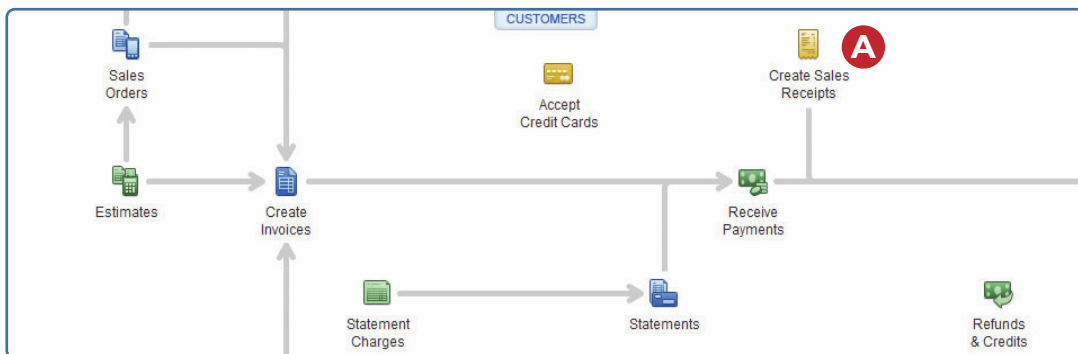 CUSTOMERS
A
Sales
Orders
Create Sales
Receipts
Accept
Credit Cards
Estimates
Create
Invoices
Receive
Payments
Statement
Charges
Statements
Refunds
& Credits